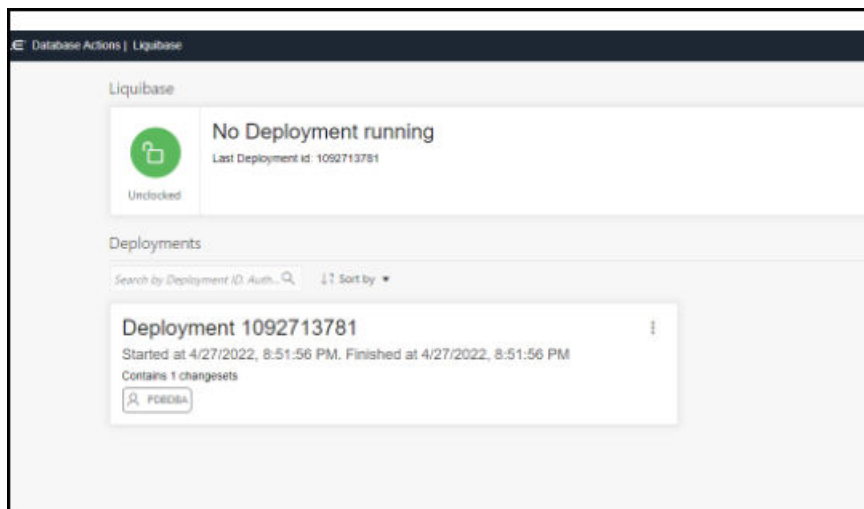 Database Actions | Liquibase
Liquibase
No Deployment running
Last Deployment id: 1092713781
Unclocked
Deployments
Search by Deployment ID, Auth...
Sort by
Deployment 1092713781
Started at 4/27/2022, 8:51:56 PM. Finished at 4/27/2022, 8:51:56 PM
Contains 1 changesets
PDBDBA